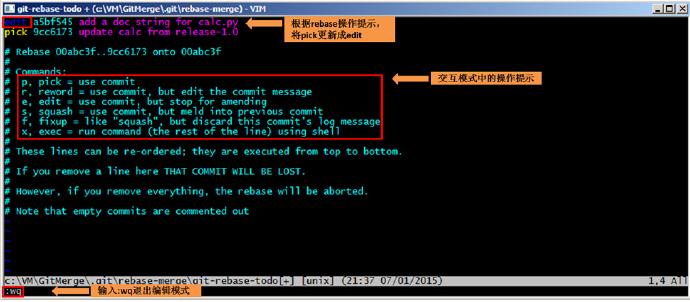 git-rebase-todo + (c:\VM\GitMerge\.git\rebase-merge) - VIM
edit a5bf545 add a doc string for calc.py
pick 9cc6173 update calc from release-1.0
根据rebase操作提示，
将pick更新成edit
# Rebase 00abc3f..9cc6173 onto 00abc3f
#
# Commands:
# p, pick = use commit
# r, reword = use commit, but edit the commit message
# e, edit = use commit, but stop for amending
# s, squash = use commit, but meld into previous commit
# f, fixup = like "squash", but discard this commit's log message
# x, exec = run command (the rest of the line) using shell
交互模式中的操作提示
#
# These lines can be re-ordered; they are executed from top to bottom.
#
# If you remove a line here THAT COMMIT WILL BE LOST.
#
# However, if you remove everything, the rebase will be aborted.
#
# Note that empty commits are commented out
c:\VM\GitMerge\.git\rebase-merge\git-rebase-todo[+] [unix] (21:37 07/01/2015) 1,4 All
:wq
输入:wq退出编辑模式